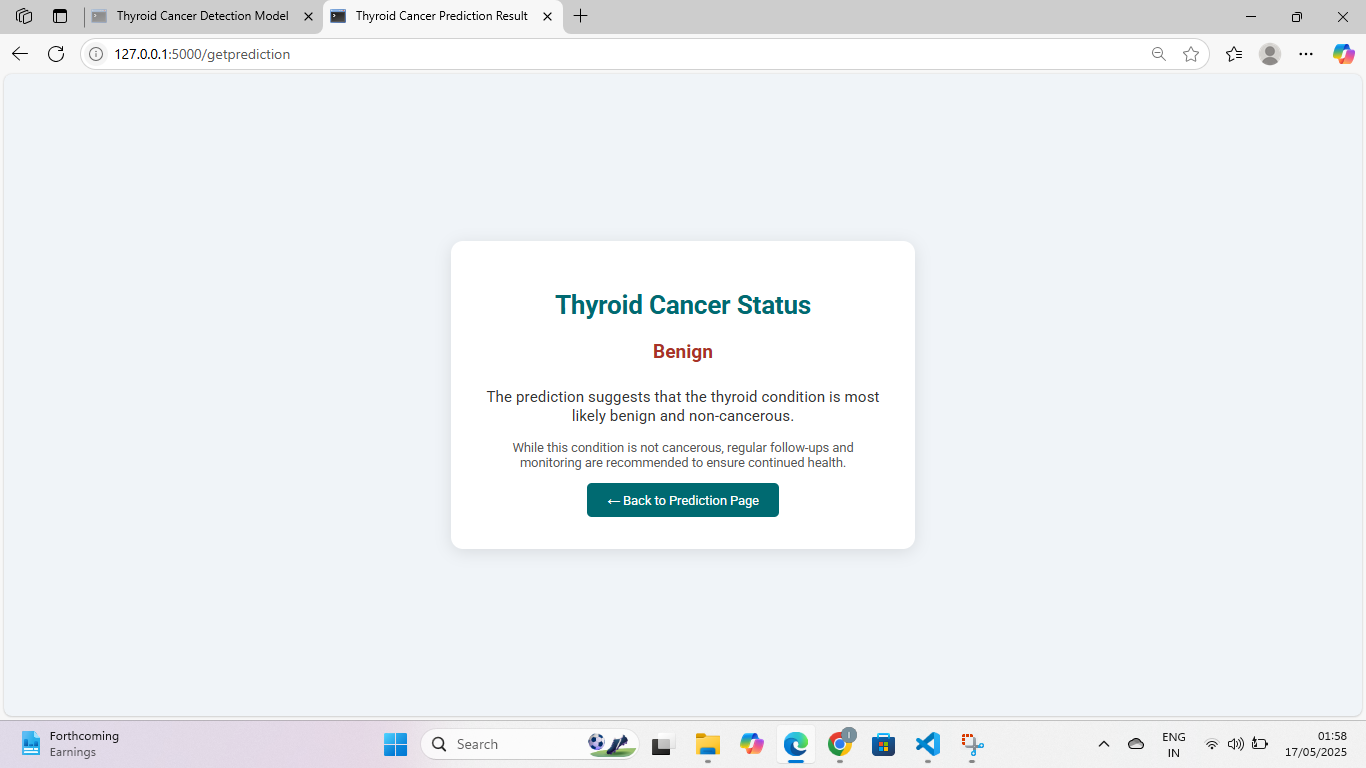 Thyroid Cancer Detection Model
Thyroid Cancer Prediction Result
127.0.0.1:5000/getprediction
Thyroid Cancer Status
Benign
The prediction suggests that the thyroid condition is most
likely benign and non-cancerous.
While this condition is not cancerous, regular follow-ups and
monitoring are recommended to ensure continued health.
← Back to Prediction Page
Forthcoming
Earnings
Search
I
ENG
IN
01:58
17/05/2025